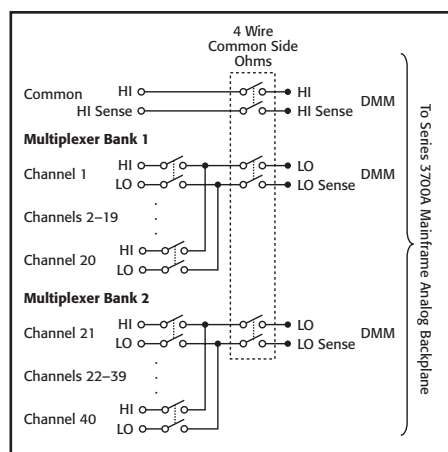 4 Wire
Common Side
Ohms
Common HI HI DMM
HI Sense HI Sense
Multiplexer Bank 1
Channel 1 HI LO DMM
LO LO Sense
Channels 2–19
Channel 20 HI
LO
Multiplexer Bank 2
Channel 21 HI LO DMM
LO LO Sense
Channels 22–39
Channel 40 HI
LO
To Series 3700A Mainframe Analog Backplane